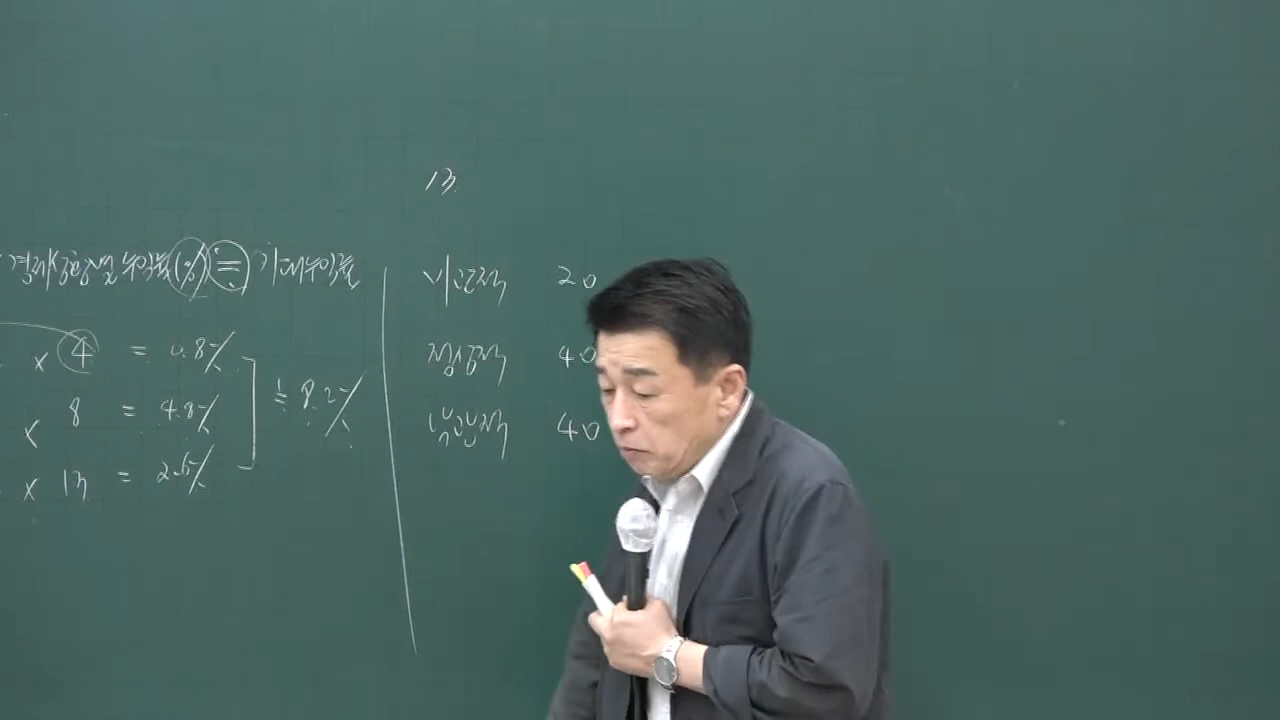 경제상황별 수익률(%) ≒ 기대수익률
× 4 = 0.8%
× 8 = 4.8%
× 13 = 2.6%
≒ 8.2%
13.
비관적 20
정상적 40
낙관적 40